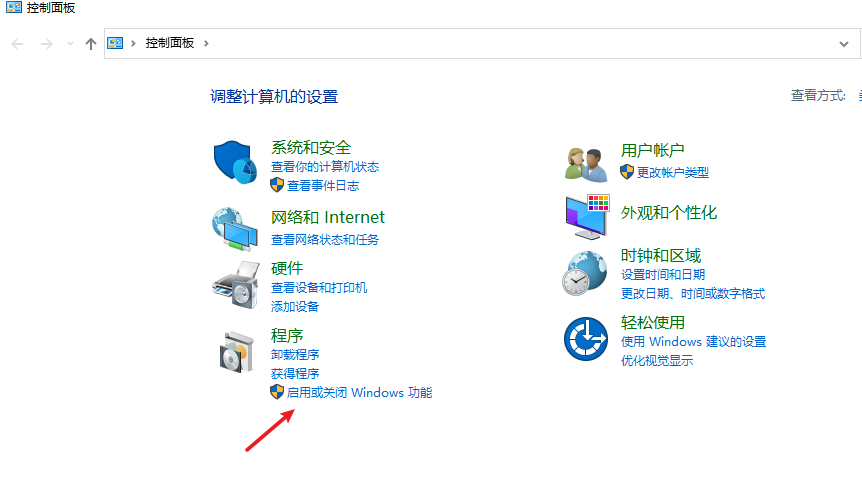 控制面板
控制面板
调整计算机的设置
查看方式:
系统和安全
查看你的计算机状态
查看事件日志
网络和 Internet
查看网络状态和任务
硬件
查看设备和打印机
添加设备
程序
卸载程序
获得程序
启用或关闭 Windows 功能
用户帐户
更改帐户类型
外观和个性化
时钟和区域
设置时间和日期
更改日期、时间或数字格式
轻松使用
使用 Windows 建议的设置
优化视觉显示